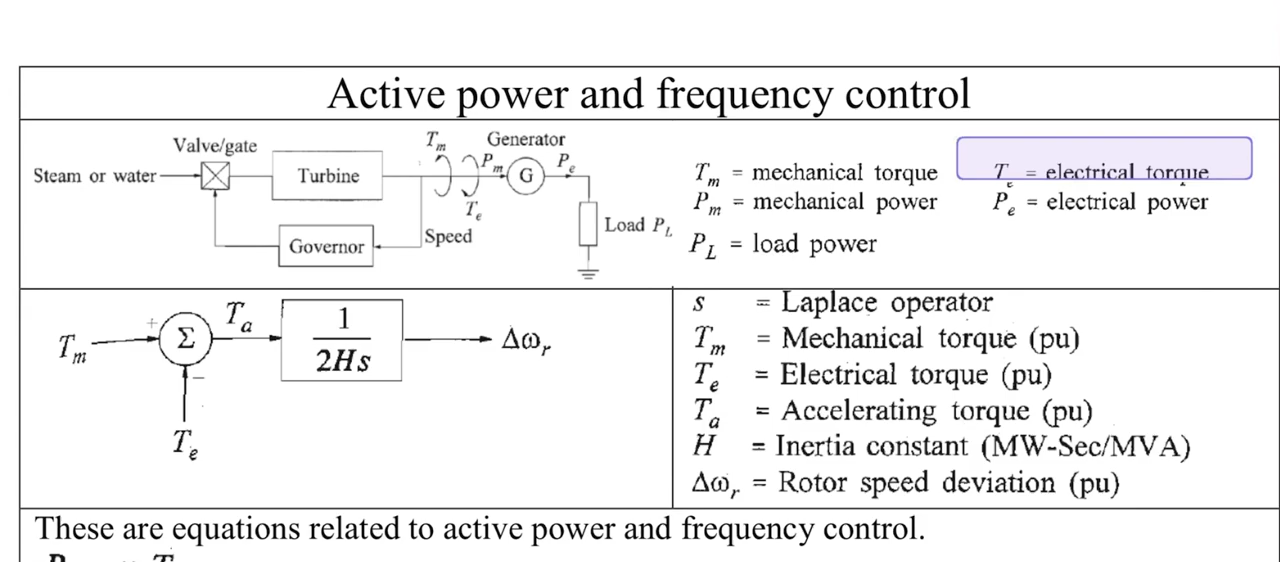 Active power and frequency control
Valve/gate
Steam or water
Turbine
Governor
Speed
T_m
T_e
Generator
P_m
G
P_e
Load P_L
T_m = mechanical torque T_e = electrical torque
P_m = mechanical power P_e = electrical power
P_L = load power
T_m
+
Σ
−
T_e
T_a
1
2Hs
Δω_r
s = Laplace operator
T_m = Mechanical torque (pu)
T_e = Electrical torque (pu)
T_a = Accelerating torque (pu)
H = Inertia constant (MW-Sec/MVA)
Δω_r = Rotor speed deviation (pu)
These are equations related to active power and frequency control.